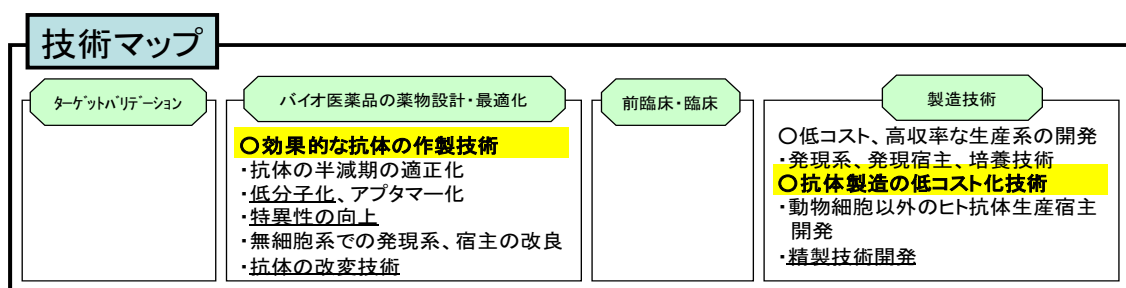 技術マップ
ﾀｰｹﾞｯﾄﾊﾞﾘﾃﾞｰｼｮﾝ
バイオ医薬品の薬物設計・最適化
○効果的な抗体の作製技術
・抗体の半減期の適正化
・低分子化、アプタマー化
・特異性の向上
・無細胞系での発現系、宿主の改良
・抗体の改変技術
前臨床・臨床
製造技術
○低コスト、高収率な生産系の開発
・発現系、発現宿主、培養技術
○抗体製造の低コスト化技術
・動物細胞以外のヒト抗体生産宿主
開発
・精製技術開発